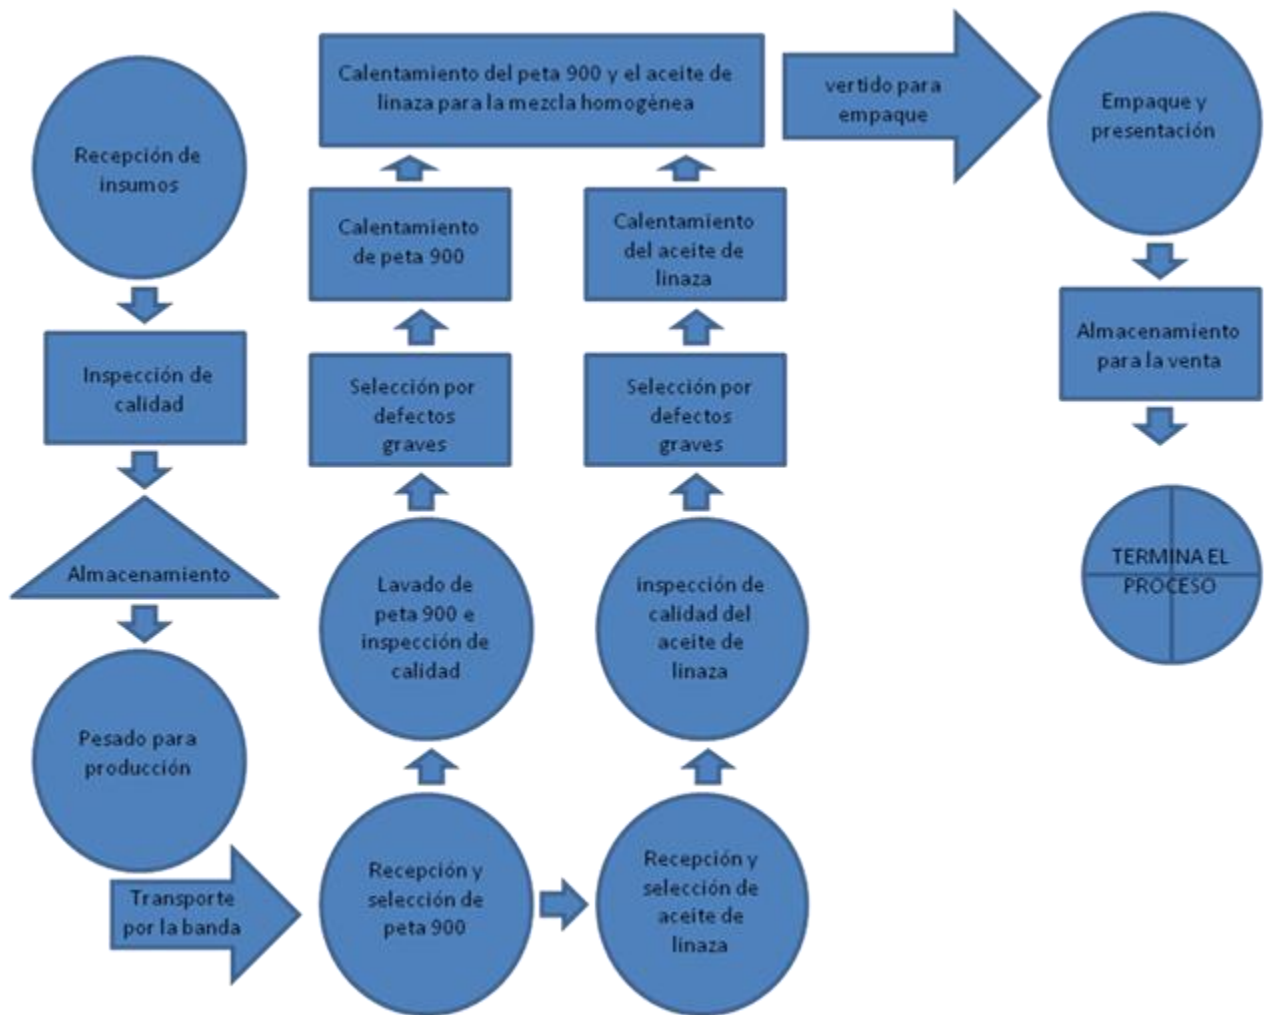 Recepción de
insumos
Inspección de
calidad
Almacenamiento
Pesado para
producción
Transporte
por la banda
Recepción y
selección de
peta 900
Lavado de
peta 900 e
inspección de
calidad
Selección por
defectos
graves
Calentamiento
de peta 900
Recepción y
selección de
aceite de
linaza
inspección de
calidad del
aceite de
linaza
Selección por
defectos
graves
Calentamiento
del aceite de
linaza
Calentamiento del peta 900 y el aceite de
linaza para la mezcla homogènea
vertido para
empaque
Empaque y
presentación
Almacenamiento
para la venta
TERMINA EL
PROCESO